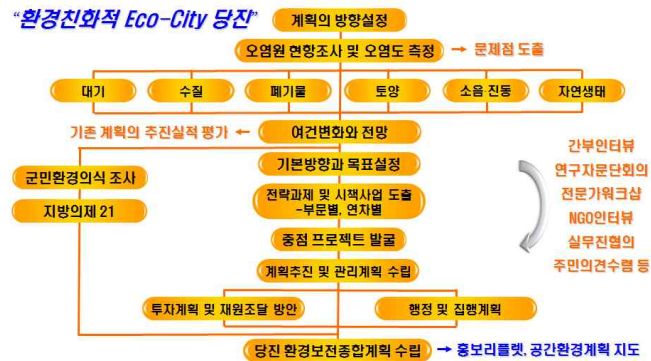 “환경친화적 Eco-City 당진”
계획의 방향설정
오염원 현항조사 및 오염도 측정 → 문제점 도출
대기 수질 폐기물 토양 소음 진동 자연생태
기존 계획의 추진실적 평가 ← 여건변화와 전망
기본방향과 목표설정
군민환경의식 조사
지방의제 21
전략과제 및 시책사업 도출
-부문별, 연차별
중점 프로젝트 발굴
계획추진 및 관리계획 수립
투자계획 및 재원조달 방안 행정 및 집행계획
당진 환경보전종합계획 수립 → 홍보리플렛, 공간환경계획 지도
간부인터뷰
연구자문단회의
전문가워크샵
NGO인터뷰
실무진협의
주민의견수렴 등